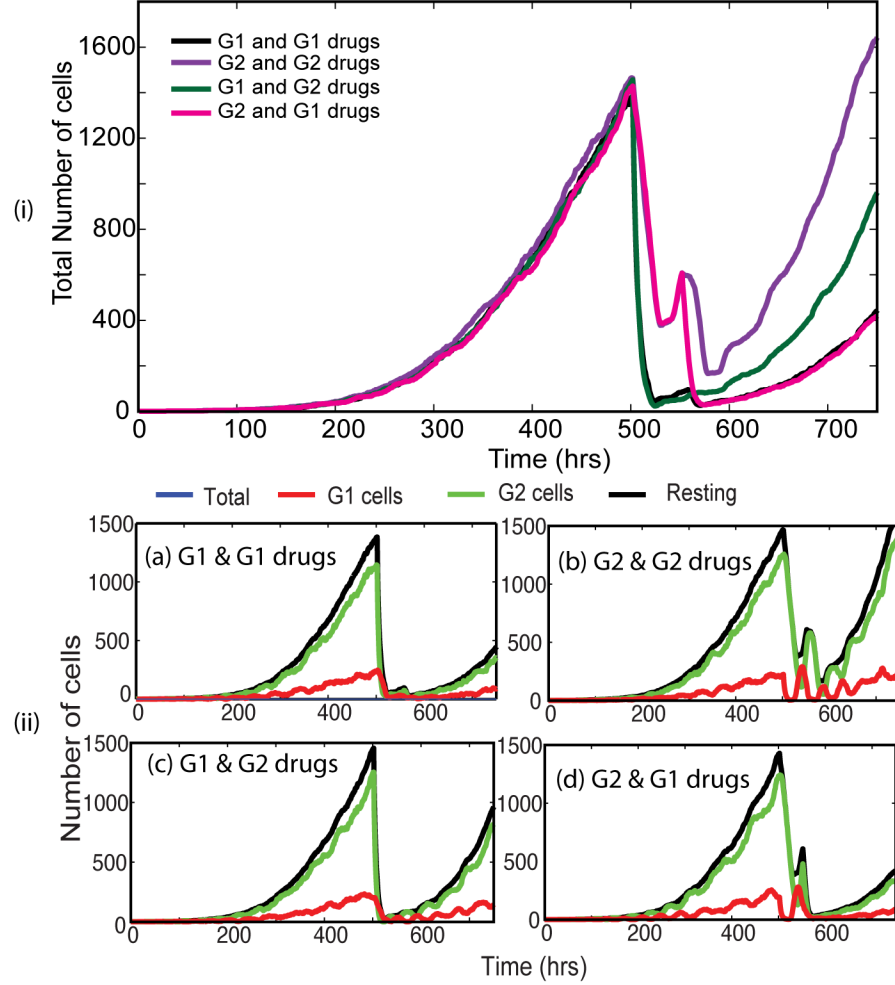 1600
1200
800
400
0
Total Number of cells
G1 and G1 drugs
G2 and G2 drugs
G1 and G2 drugs
G2 and G1 drugs
(i)
0 100 200 300 400 500 600 700
Time (hrs)
Total G1 cells G2 cells Resting
1500
1000
500
0
(a) G1 & G1 drugs
0 200 400 600
1500
1000
500
0
(b) G2 & G2 drugs
0 200 400 600
(ii)
Number of cells
1500
1000
500
0
(c) G1 & G2 drugs
0 200 400 600
1500
1000
500
0
(d) G2 & G1 drugs
0 200 400 600
Time (hrs)